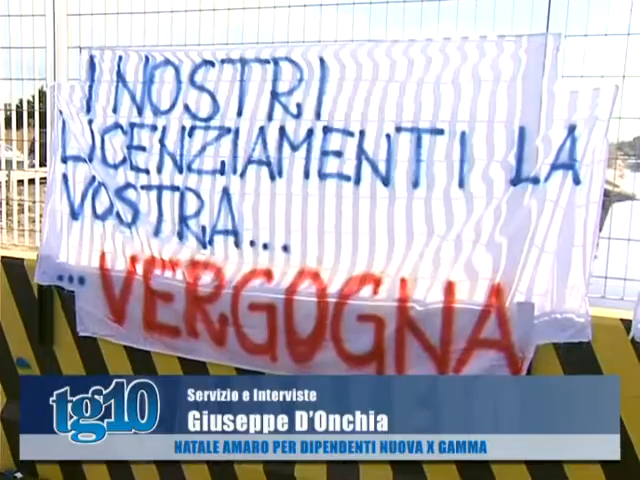 I NOSTRI
LICENZIAMENTI LA
VOSTRA...
...VERGOGNA
tg10
Servizio e Interviste
Giuseppe D'Onchia
NATALE AMARO PER DIPENDENTI NUOVA X GAMMA